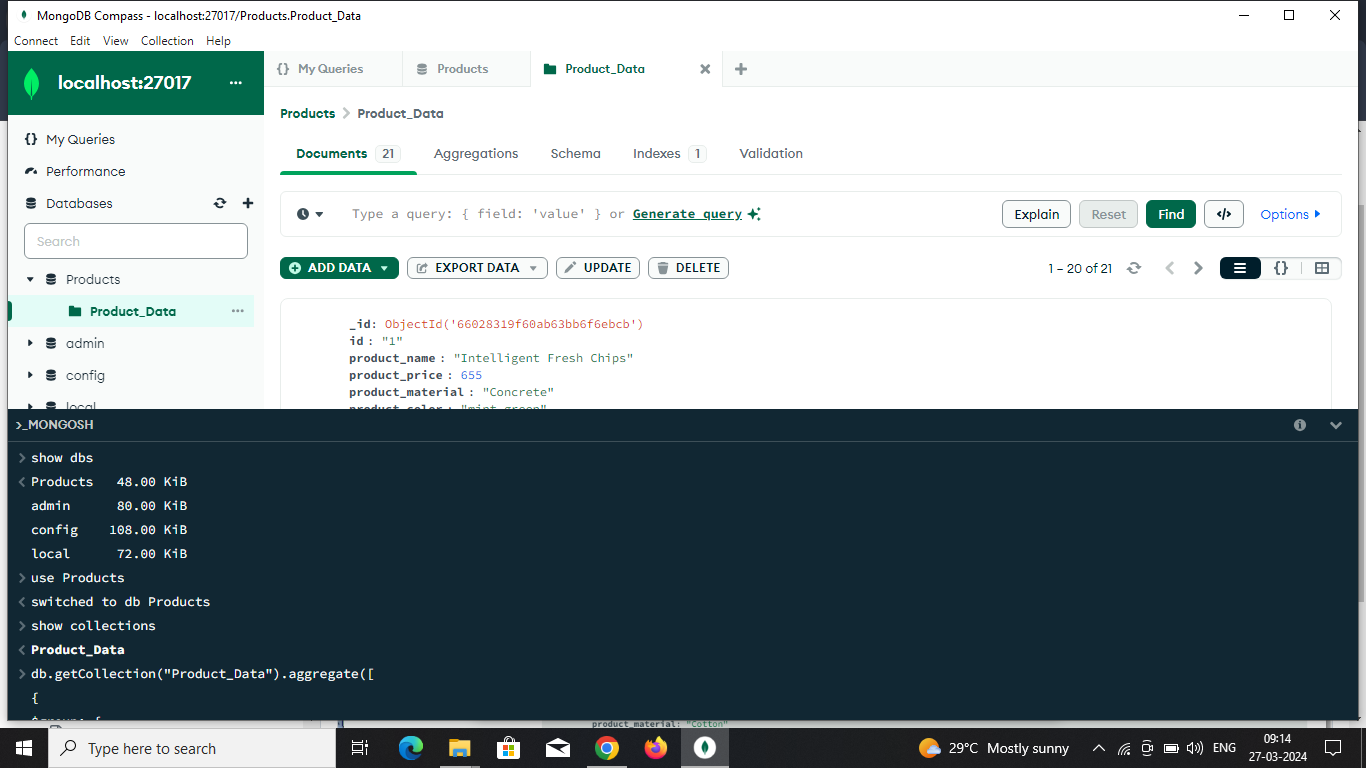 MongoDB Compass - localhost:27017/Products.Product_Data
Connect Edit View Collection Help
localhost:27017 ...
{} My Queries
Products
Product_Data
My Queries
Performance
Databases
Search
Products
Product_Data ...
admin
config
local
Products > Product_Data
Documents 21 Aggregations Schema Indexes 1 Validation
Type a query: { field: 'value' } or Generate query
Explain Reset Find </> Options
ADD DATA EXPORT DATA UPDATE DELETE
1 – 20 of 21 {}
_id: ObjectId('66028319f60ab63bb6f6ebcb')
id : "1"
product_name : "Intelligent Fresh Chips"
product_price : 655
product_material : "Concrete"
product_color : "mint green"
>_MONGOSH
> show dbs
< Products 48.00 KiB
admin 80.00 KiB
config 108.00 KiB
local 72.00 KiB
> use Products
< switched to db Products
> show collections
< Product_Data
> db.getCollection("Product_Data").aggregate([
{
$group: {
product_material: "Cotton"
Type here to search
29°C Mostly sunny
ENG
09:14
27-03-2024